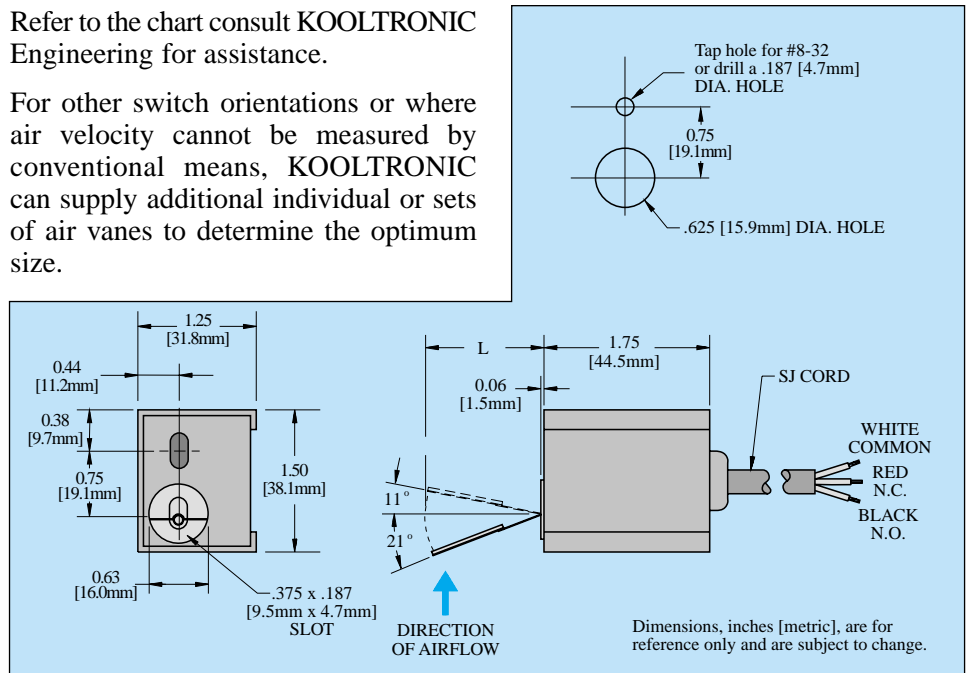 Refer to the chart consult KOOLTRONIC
Engineering for assistance.
For other switch orientations or where
air velocity cannot be measured by
conventional means, KOOLTRONIC
can supply additional individual or sets
of air vanes to determine the optimum
size.
Tap hole for #8-32
or drill a .187 [4.7mm]
DIA. HOLE
0.75
[19.1mm]
.625 [15.9mm] DIA. HOLE
1.25
[31.8mm]
0.44
[11.2mm]
0.38
[9.7mm]
0.75
[19.1mm]
1.50
[38.1mm]
0.63
[16.0mm]
.375 x .187
[9.5mm x 4.7mm]
SLOT
L
1.75
[44.5mm]
0.06
[1.5mm]
SJ CORD
WHITE
COMMON
RED
N.C.
BLACK
N.O.
11°
21°
DIRECTION
OF AIRFLOW
Dimensions, inches [metric], are for
reference only and are subject to change.